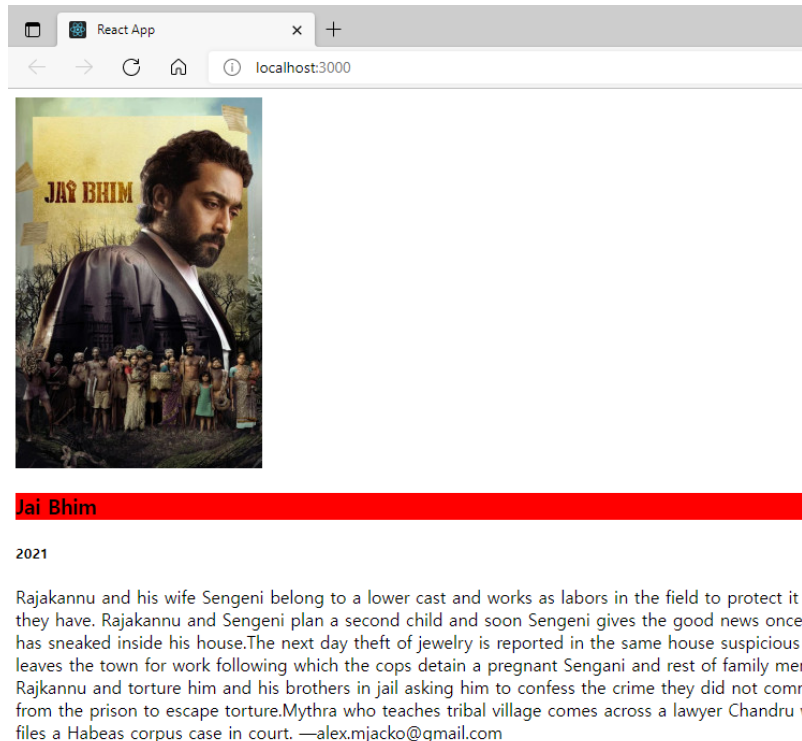 React App
localhost:3000
JAI BHIM
Jai Bhim
2021
Rajakannu and his wife Sengeni belong to a lower cast and works as labors in the field to protect it
they have. Rajakannu and Sengeni plan a second child and soon Sengeni gives the good news once
has sneaked inside his house.The next day theft of jewelry is reported in the same house suspicious
leaves the town for work following which the cops detain a pregnant Sengani and rest of family
Rajkannu and torture him and his brothers in jail asking him to confess the crime they did not
from the prison to escape torture.Mythra who teaches tribal village comes across a lawyer Chandru
files a Habeas corpus case in court. —alex.mjacko@gmail.com